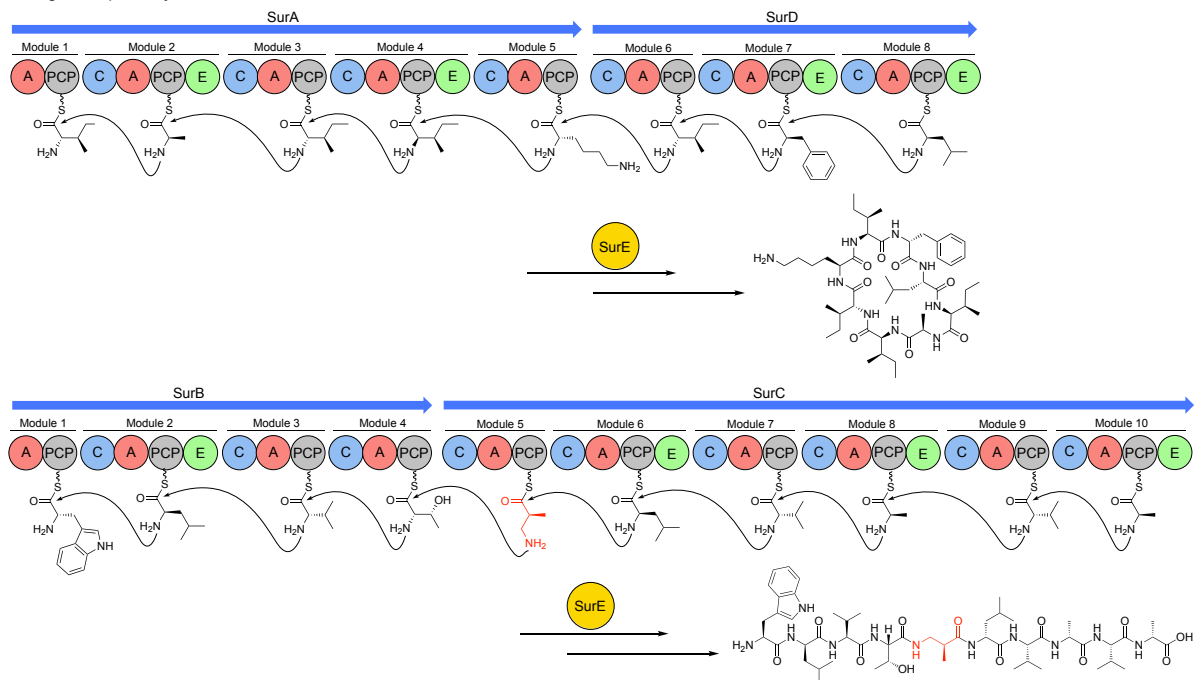 SurA SurD
Module 1 Module 2 Module 3 Module 4 Module 5 Module 6 Module 7 Module 8
A PCP C A PCP E C A PCP C A PCP E C A PCP C A PCP C A PCP E C A PCP E
S S S S S S S S
O O O O O O O O
H2N H2N H2N H2N H2N NH2 H2N H2N H2N
SurE
HN O H N
O O
H2N O HN
NH O
O HN
NH O
O H N O N H O
SurB SurC
Module 1 Module 2 Module 3 Module 4 Module 5 Module 6 Module 7 Module 8 Module 9 Module 10
A PCP C A PCP E C A PCP C A PCP C A PCP C A PCP E C A PCP C A PCP E C A PCP C A PCP E
S S S S S S S S S S
O O O O OH O O O O O O
H2N NH H2N H2N H2N NH2 H2N H2N H2N H2N H2N
SurE
NH
H2N H N O N H O H O N H O N H O N H O N H O N H O OH
O O OH O O O